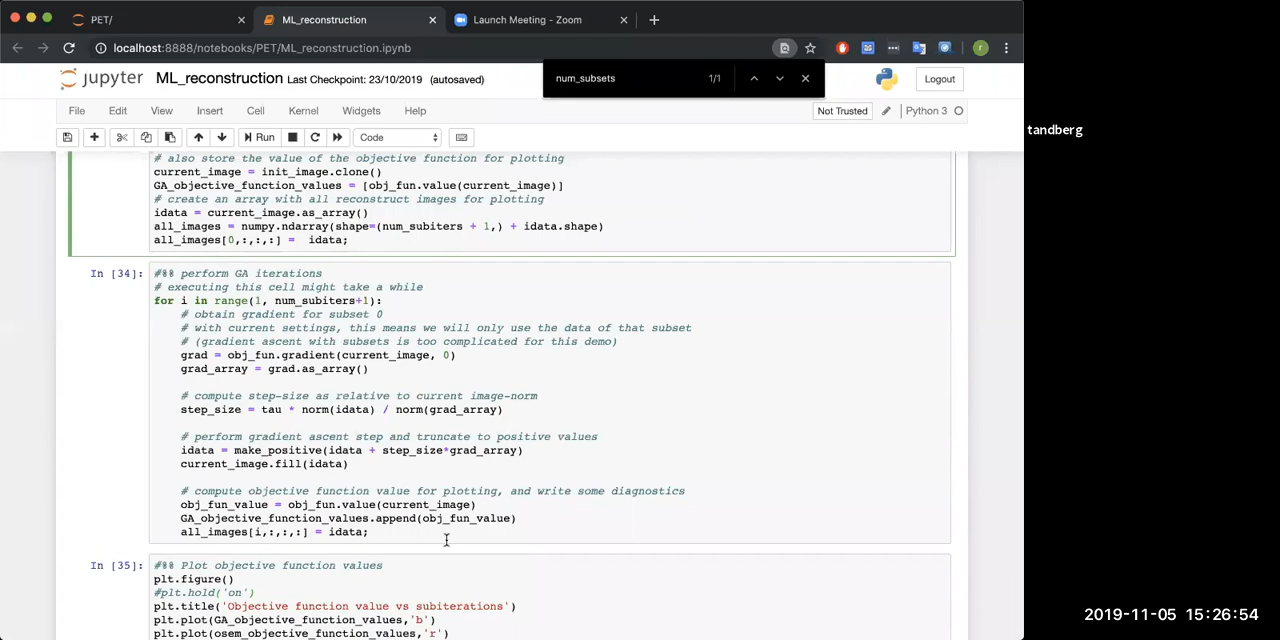 PET/
ML_reconstruction
Launch Meeting - Zoom
localhost:8888/notebooks/PET/ML_reconstruction.ipynb
r
jupyter ML_reconstruction Last Checkpoint: 23/10/2019 (autosaved)
num_subsets 1/1
Logout
File Edit View Insert Cell Kernel Widgets Help
Not Trusted Python 3
Run Code
# also store the value of the objective function for plotting
current_image = init_image.clone()
GA_objective_function_values = [obj_fun.value(current_image)]
# create an array with all reconstruct images for plotting
idata = current_image.as_array()
all_images = numpy.ndarray(shape=(num_subiters + 1,) + idata.shape)
all_images[0,:,:,:] =  idata;
In [34]:
#%% perform GA iterations
# executing this cell might take a while
for i in range(1, num_subiters+1):
    # obtain gradient for subset 0
    # with current settings, this means we will only use the data of that subset
    # (gradient ascent with subsets is too complicated for this demo)
    grad = obj_fun.gradient(current_image, 0)
    grad_array = grad.as_array()
    # compute step-size as relative to current image-norm
    step_size = tau * norm(idata) / norm(grad_array)
    # perform gradient ascent step and truncate to positive values
    idata = make_positive(idata + step_size*grad_array)
    current_image.fill(idata)
    # compute objective function value for plotting, and write some diagnostics
    obj_fun_value = obj_fun.value(current_image)
    GA_objective_function_values.append(obj_fun_value)
    all_images[i,:,:,:] = idata;
In [35]:
#%% Plot objective function values
plt.figure()
#plt.hold('on')
plt.title('Objective function value vs subiterations')
plt.plot(GA_objective_function_values,'b')
plt.plot(osem_objective_function_values,'r')
tandberg
2019-11-05 15:26:54